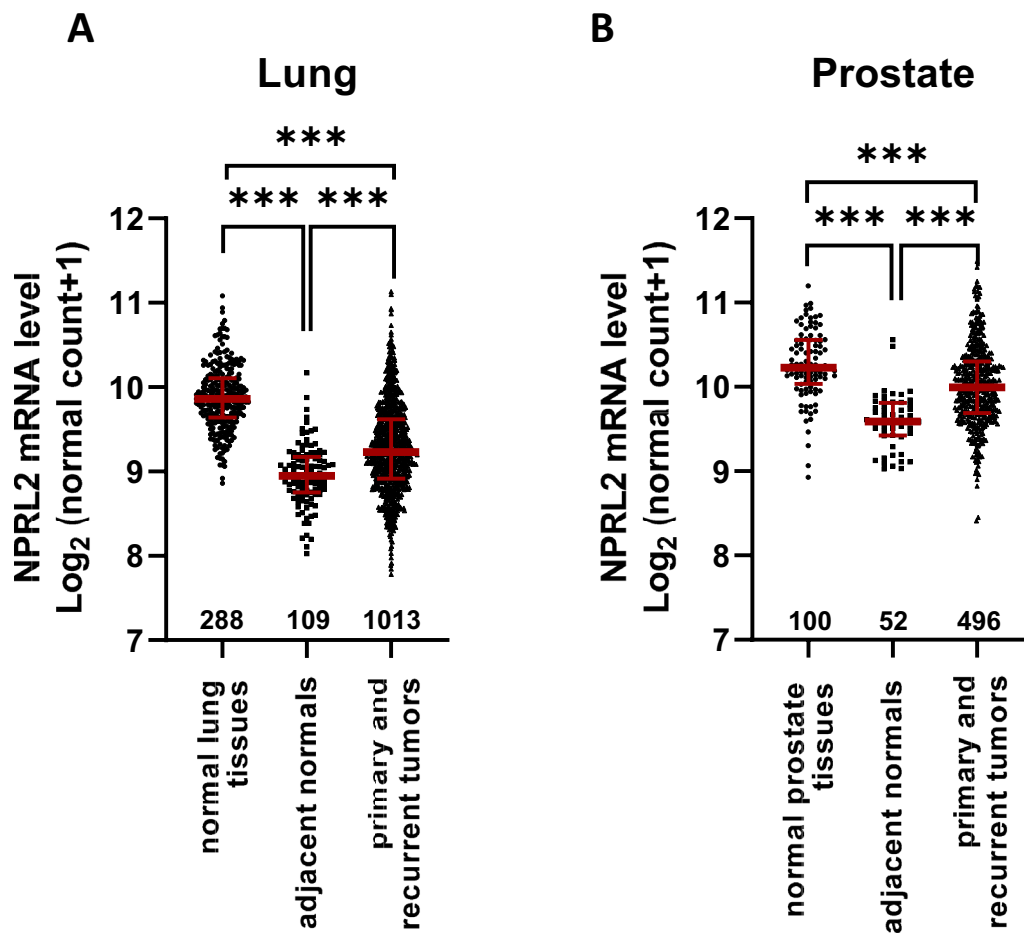 A
Lung
***
*** ***
NPRL2 mRNA level
Log₂ (normal count+1)
12
11
10
9
8
7
288 109 1013
normal lung
tissues
adjacent normals
primary and
recurrent tumors
B
Prostate
***
*** ***
NPRL2 mRNA level
Log₂ (normal count+1)
12
11
10
9
8
7
100 52 496
normal prostate
tissues
adjacent normals
primary and
recurrent tumors